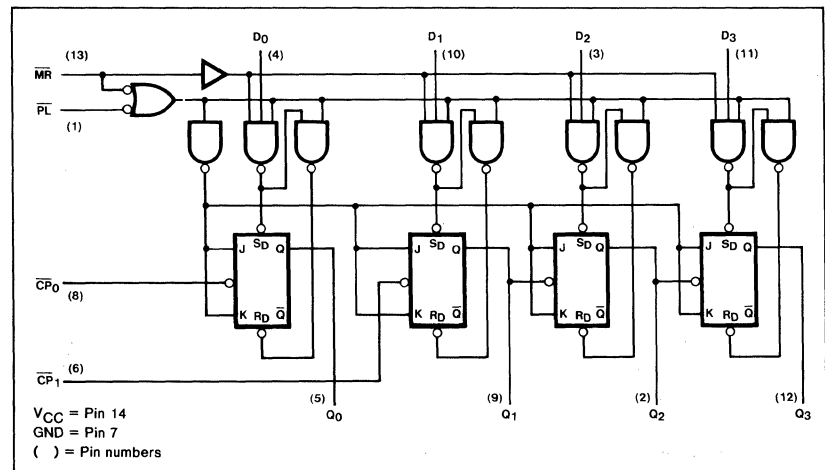 D0 D1 D2 D3
(13) (4) (10) (3) (11)
MR
PL
(1)
J SD Q J SD Q J SD Q J SD Q
CP0
(8)
K RD Q K RD Q K RD Q K RD Q
(6)
CP1
(5) (9) (2) (12)
Q0 Q1 Q2 Q3
VCC = Pin 14
GND = Pin 7
( ) = Pin numbers